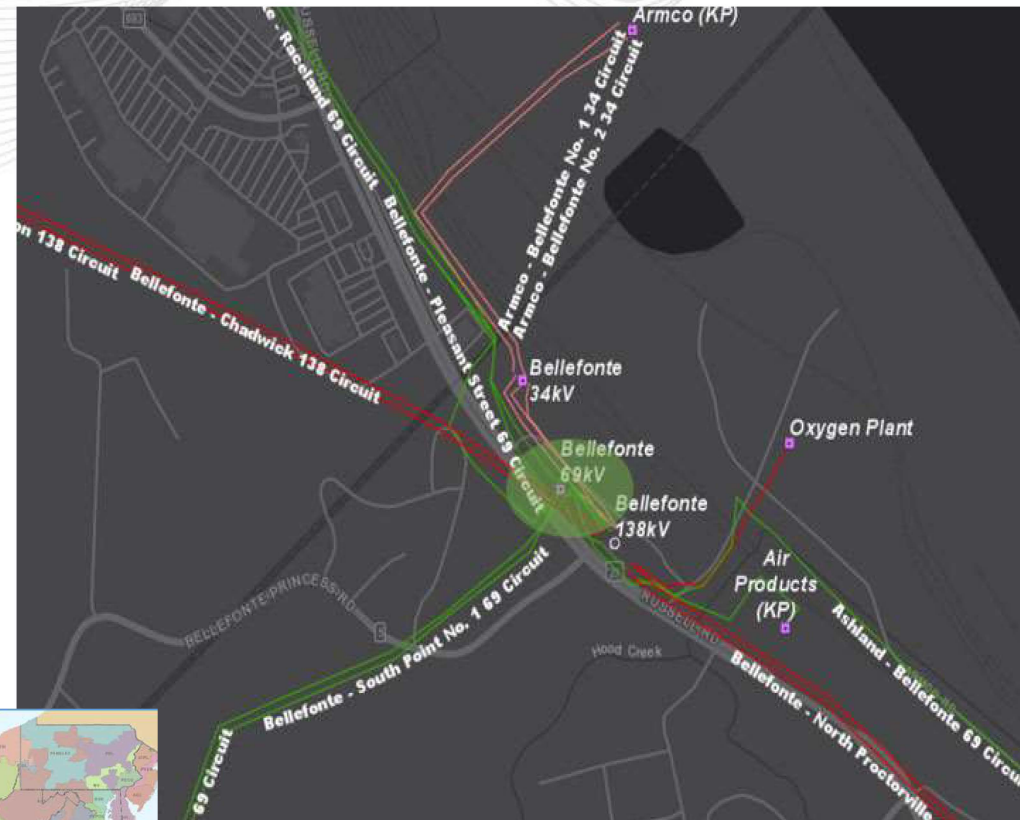 Armco (KP)
693
e - Raceland 69 Circuit
Armco - Bellefonte No. 1 34 Circuit
Armco - Bellefonte No. 2 34 Circuit
on 138 Circuit
Bellefonte - Chadwick 138 Circuit
Bellefonte - Pleasant Street 69 Circuit
Bellefonte
34kV
Oxygen Plant
Bellefonte
69kV
Bellefonte
138kV
Air
Products
(KP)
BELLEFONTE-PRINCESS RD
RUSSELL RD
Hood Creek
Bellefonte - South Point No. 1 69 Circuit
Ashland - Bellefonte 69 Circu
Bellefonte - North Proctorville
69 Circuit